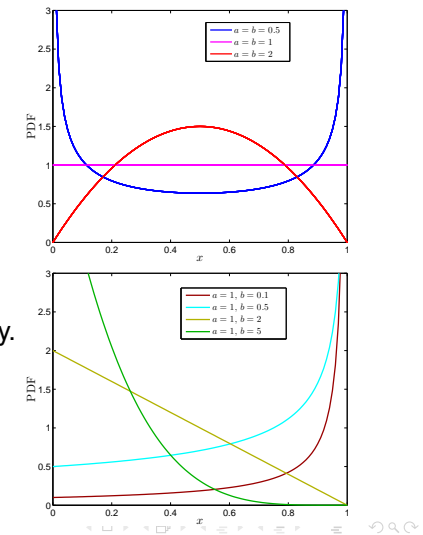 3
2.5
2
1.5
1
0.5
0
PDF
a = b = 0.5
a = b = 1
a = b = 2
0 0.2 0.4 0.6 0.8 1
x
y.
3
2.5
2
1.5
1
0.5
0
PDF
a = 1, b = 0.1
a = 1, b = 0.5
a = 1, b = 2
a = 1, b = 5
0 0.2 0.4 0.6 0.8 1
x